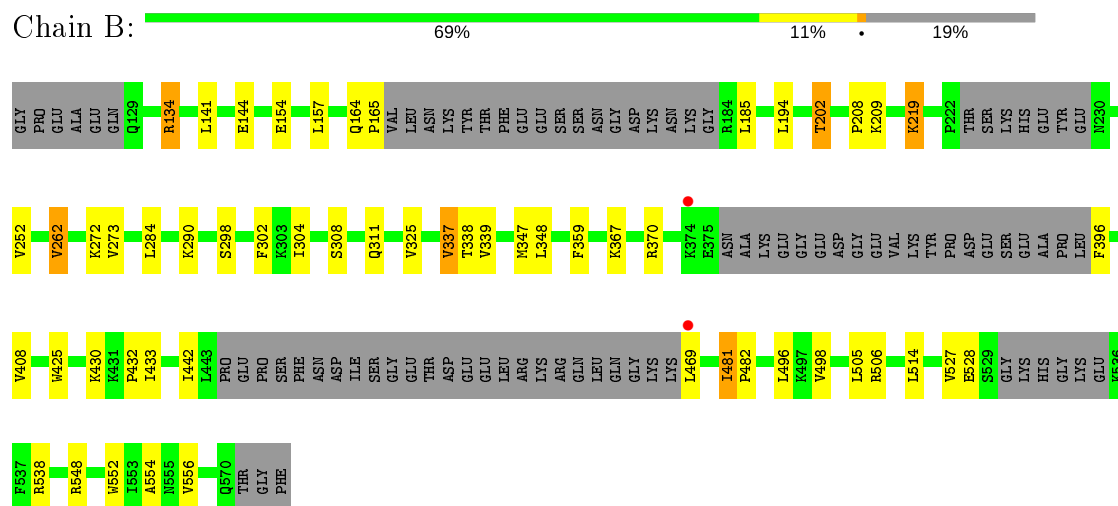 Chain B:
69% 11% • 19%
GLY PRO GLU ALA GLU GLN Q129 R134 L141 E144 E154 L157 Q164 P165 VAL LEU ASN LYS TYR THR PHE GLU GLU SER SER ASN GLY ASP LYS ASN LYS GLY R184 L185 L194 T202 P208 K209 K219 P222 THR SER LYS HIS GLU TYR GLU N230
V252 V262 K272 V273 L284 K290 S298 F302 K303 I304 S308 Q311 V325 V337 T338 V339 M347 L348 F359 K367 R370 K374 E375 ASN ALA LYS GLU GLY GLU ASP GLY GLU VAL LYS TYR PRO ASP GLU SER GLU ALA PRO LEU F396
V408 W425 K430 K431 P432 I433 I442 L443 PRO GLU PRO SER PHE ASN ASP ILE SER GLY GLU THR ASP GLU GLU LEU ARG LYS ARG GLN LEU GLN GLY LYS LYS L469 I481 P482 L496 K497 V498 L505 R506 L514 V527 E528 S529 GLY LYS HIS GLY LYS GLU K536
F537 R538 R548 W552 I553 A554 N555 V556 Q570 THR GLY PHE